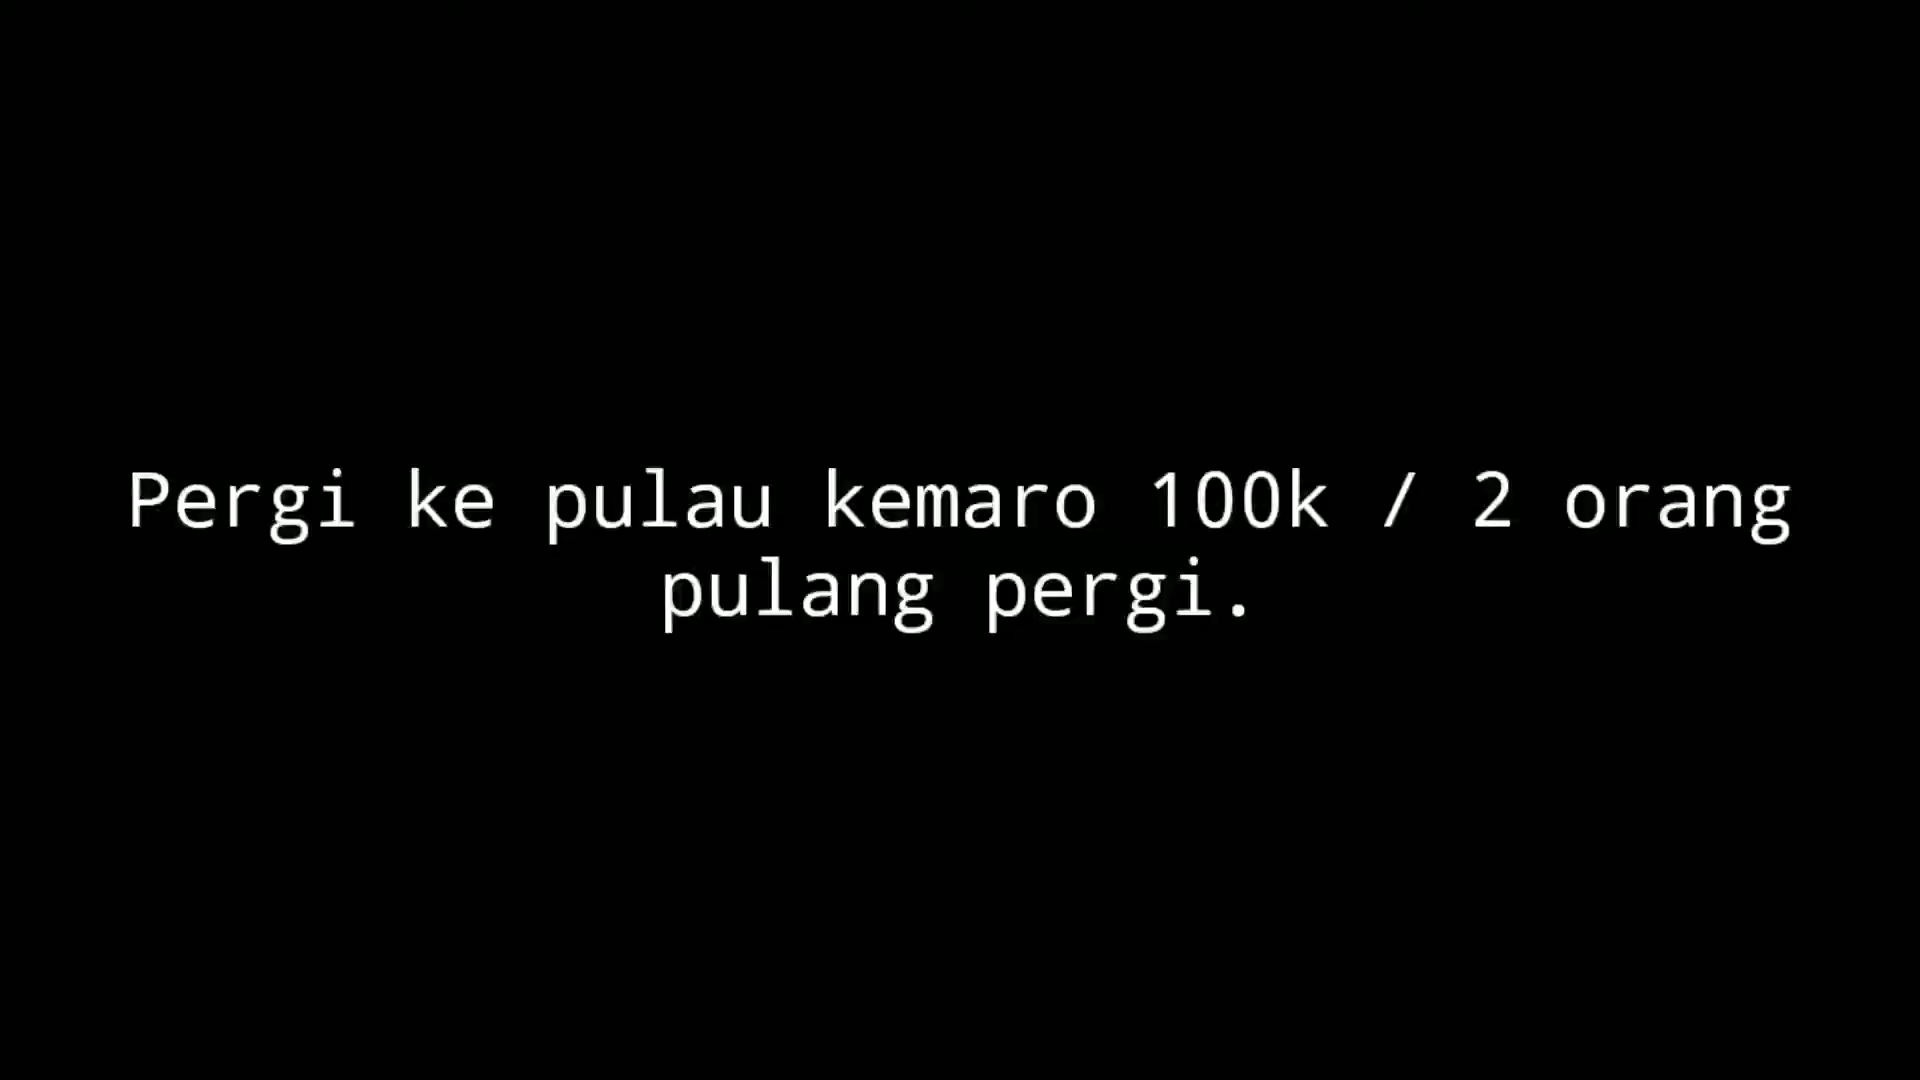 Pergi ke pulau kemaro 100k / 2 orang
pulang pergi.